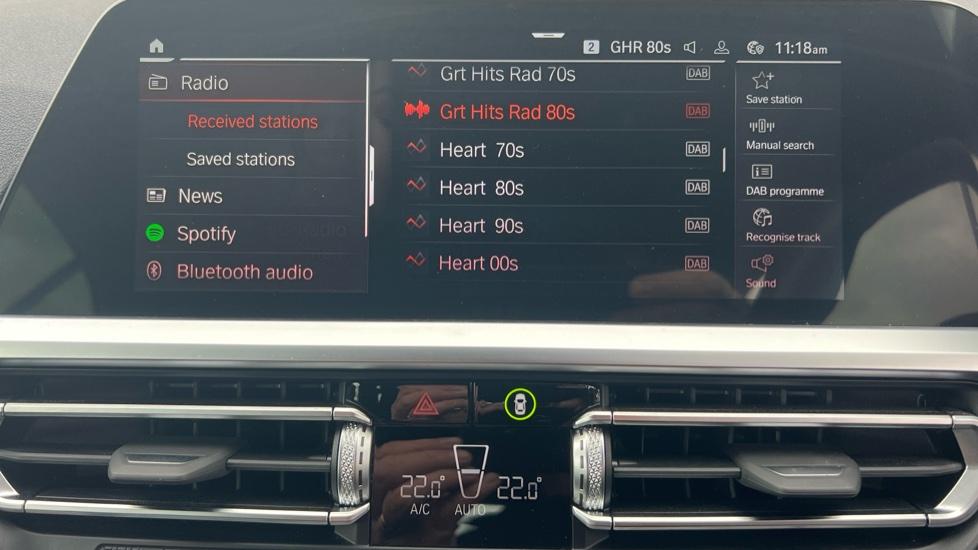 2 GHR 80s 11:18am
Radio
Received stations
Saved stations
News
Spotify
Bluetooth audio
Grt Hits Rad 70s DAB
Grt Hits Rad 80s DAB
Heart 70s DAB
Heart 80s DAB
Heart 90s DAB
Heart 00s DAB
Save station
Manual search
DAB programme
Recognise track
Sound
22.0° 22.0°
A/C AUTO